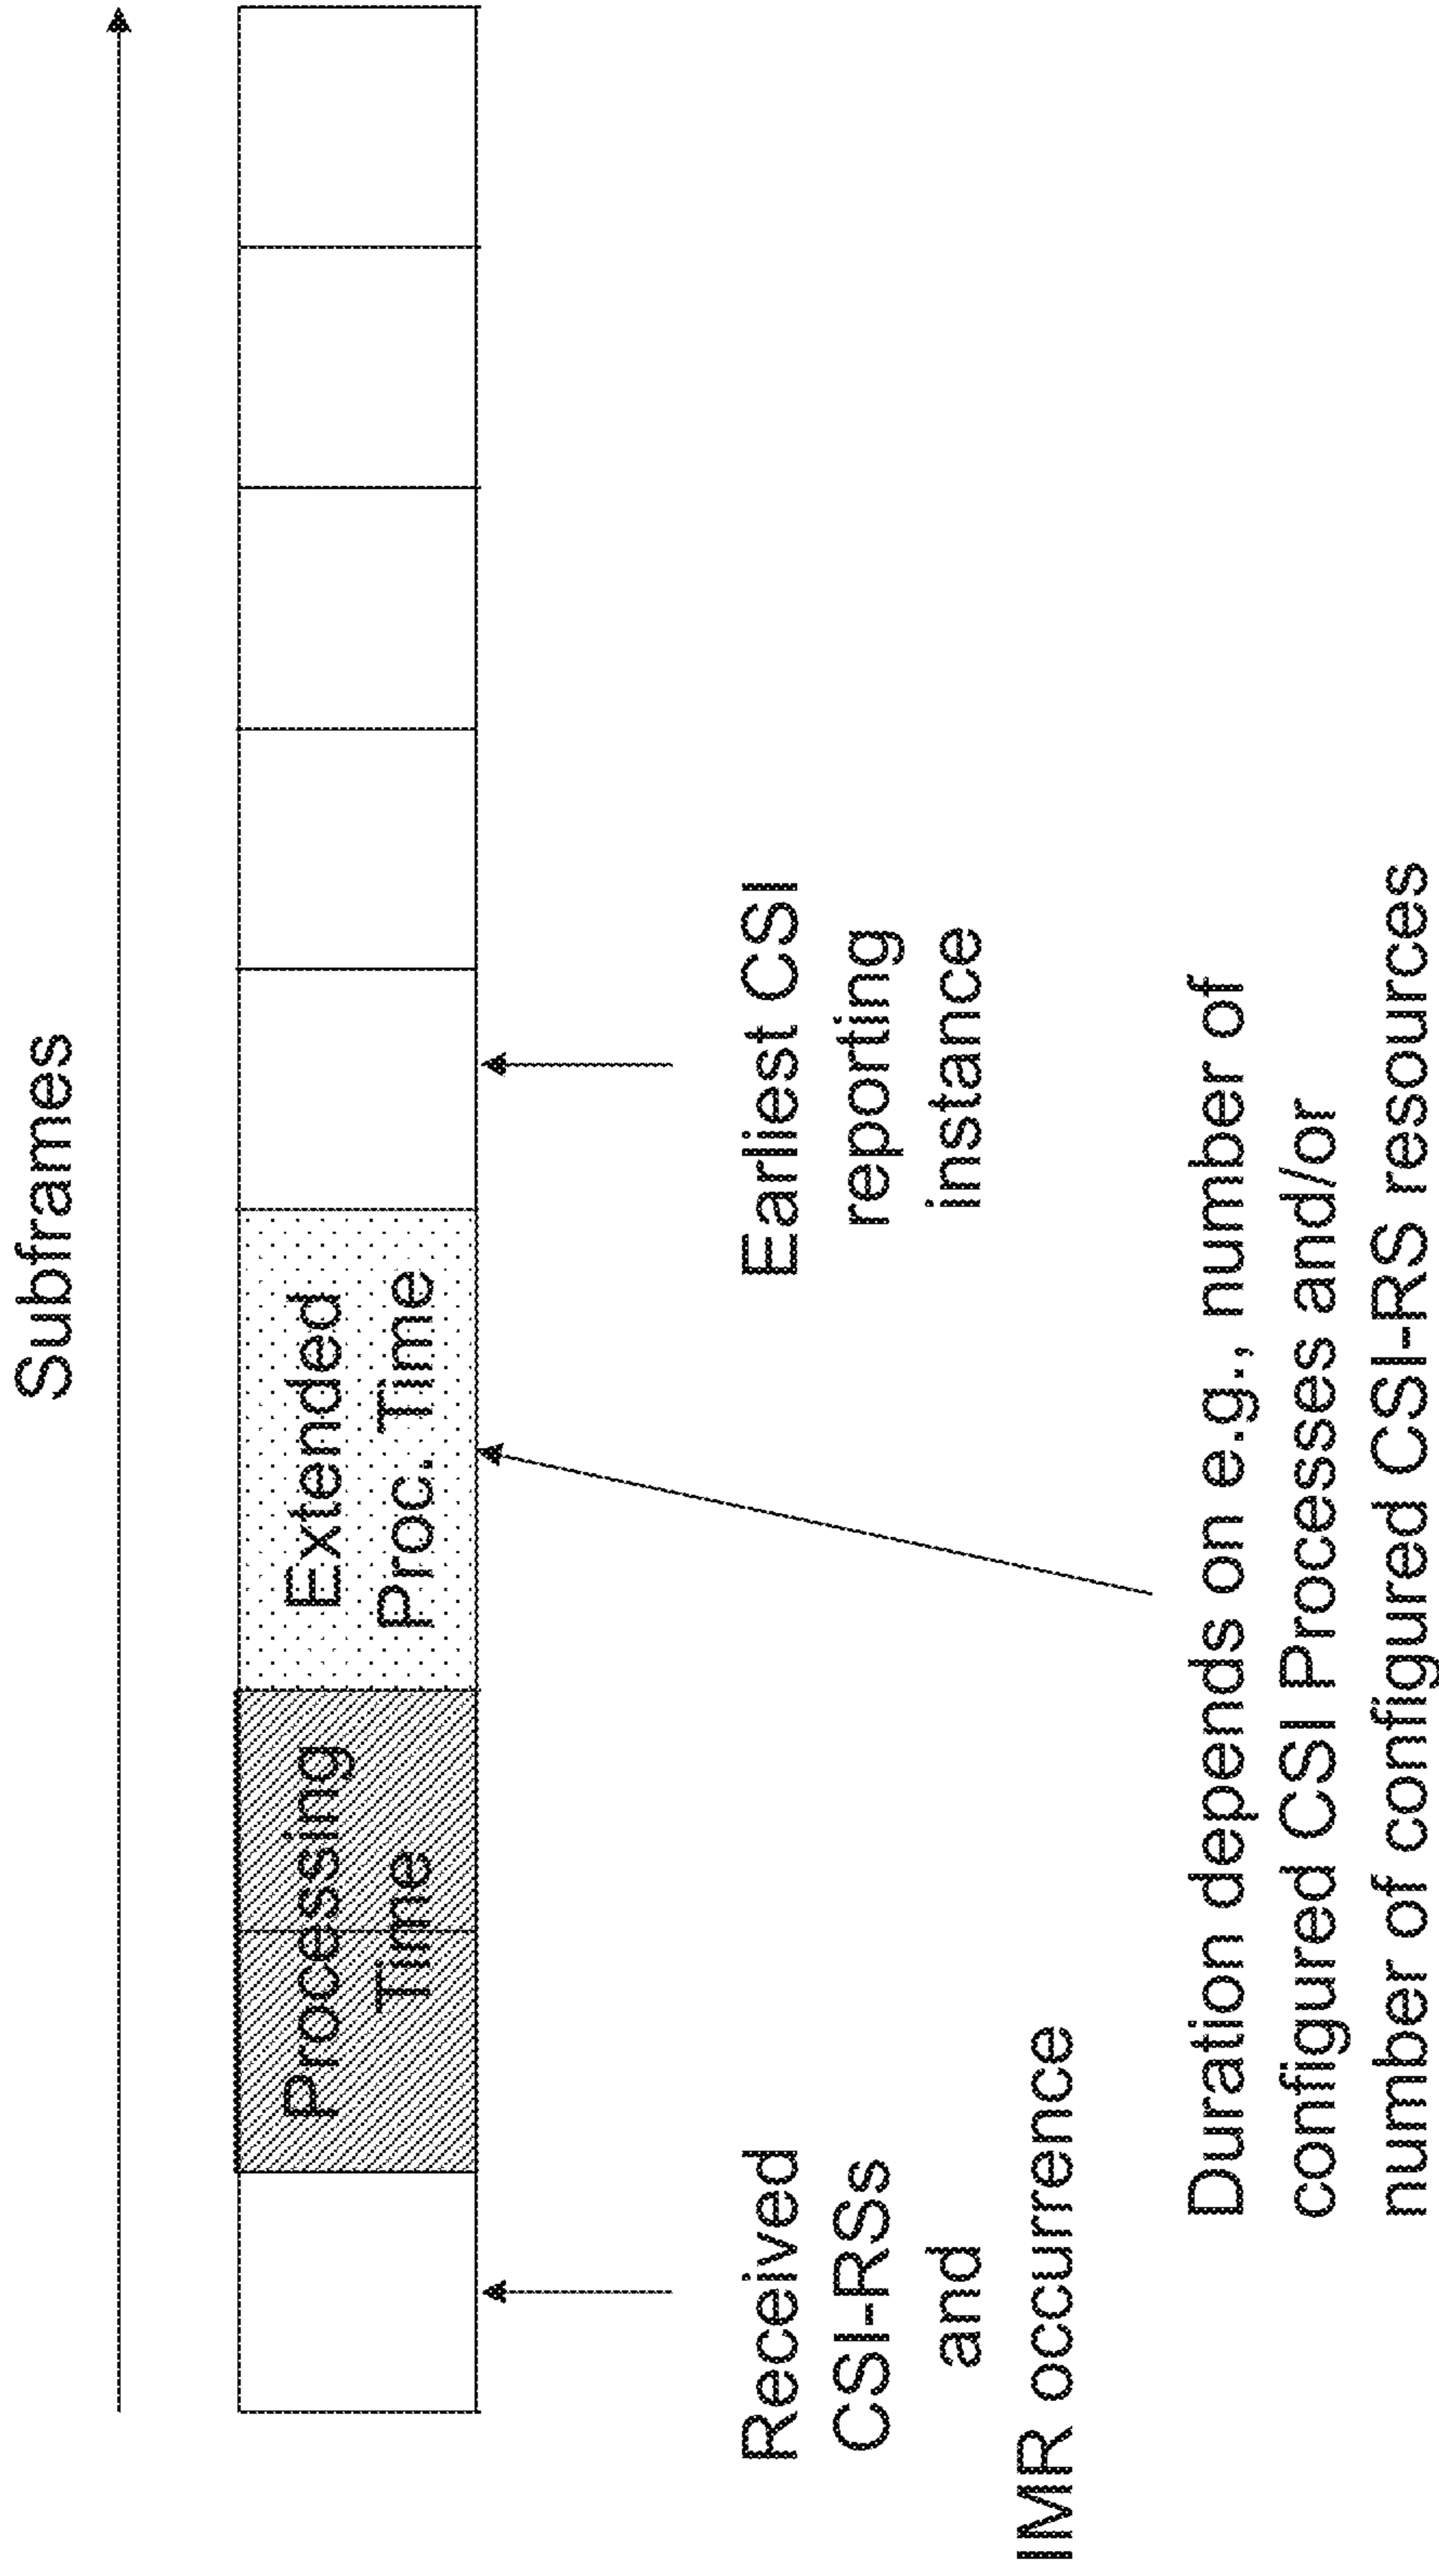 Subframes
Processing
Time
Extended
Proc. Time
Received
CSI-RSs
and
IMR occurrence
Earliest CSI
reporting
instance
Duration depends on e.g., number of
configured CSI Processes and/or
number of configured CSI-RS resources